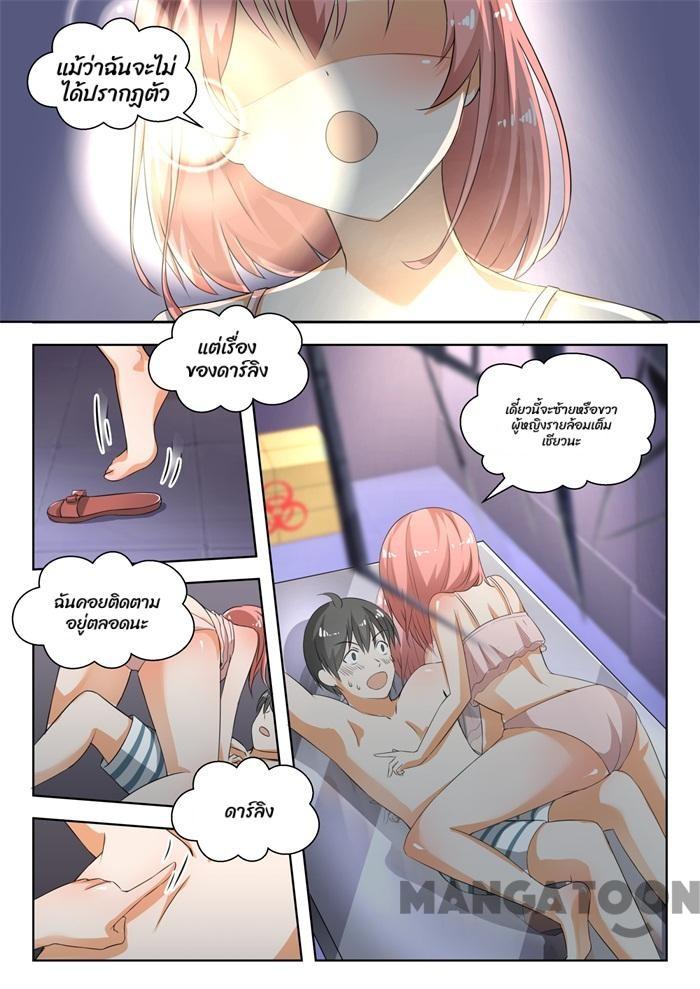 แม้ว่าฉันจะไม่
ได้ปรากฏตัว
แต่เรื่อง
ของดาร์ลิง
ฉันคอยติดตาม
อยู่ตลอดนะ
ดาร์ลิง
เดี๋ยวนี้จะซ้ายหรือขวา
ผู้หญิงรายล้อมเต็ม
เชียวนะ
MANGATOON